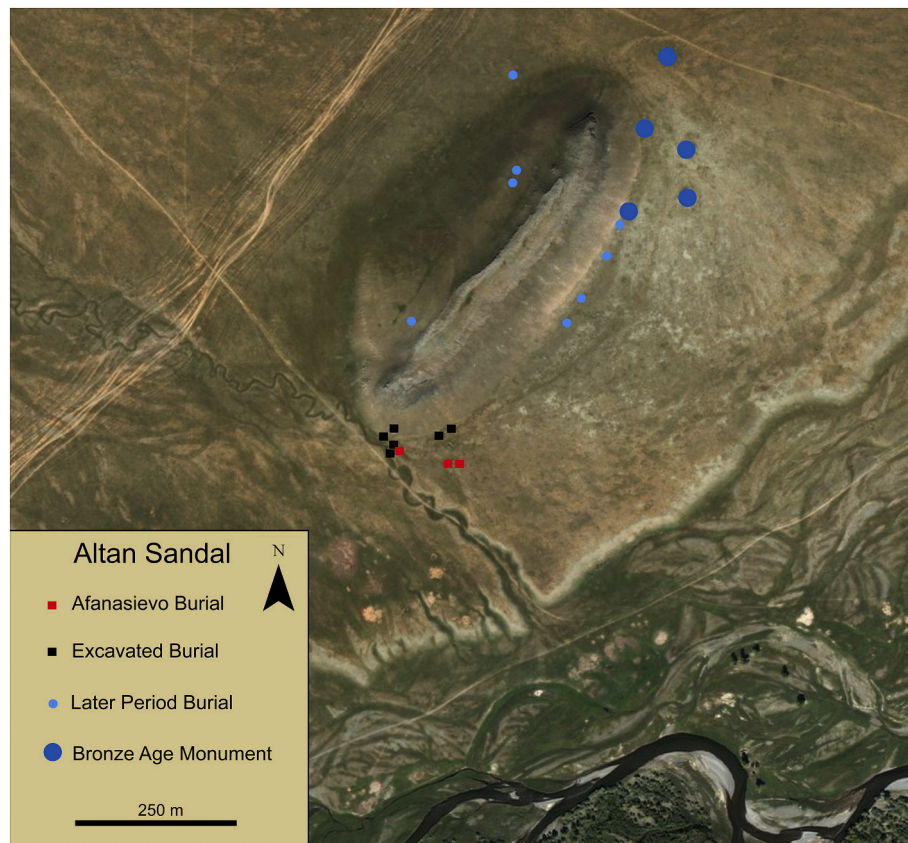 Altan Sandal
N
Afanasievo Burial
Excavated Burial
Later Period Burial
Bronze Age Monument
250 m